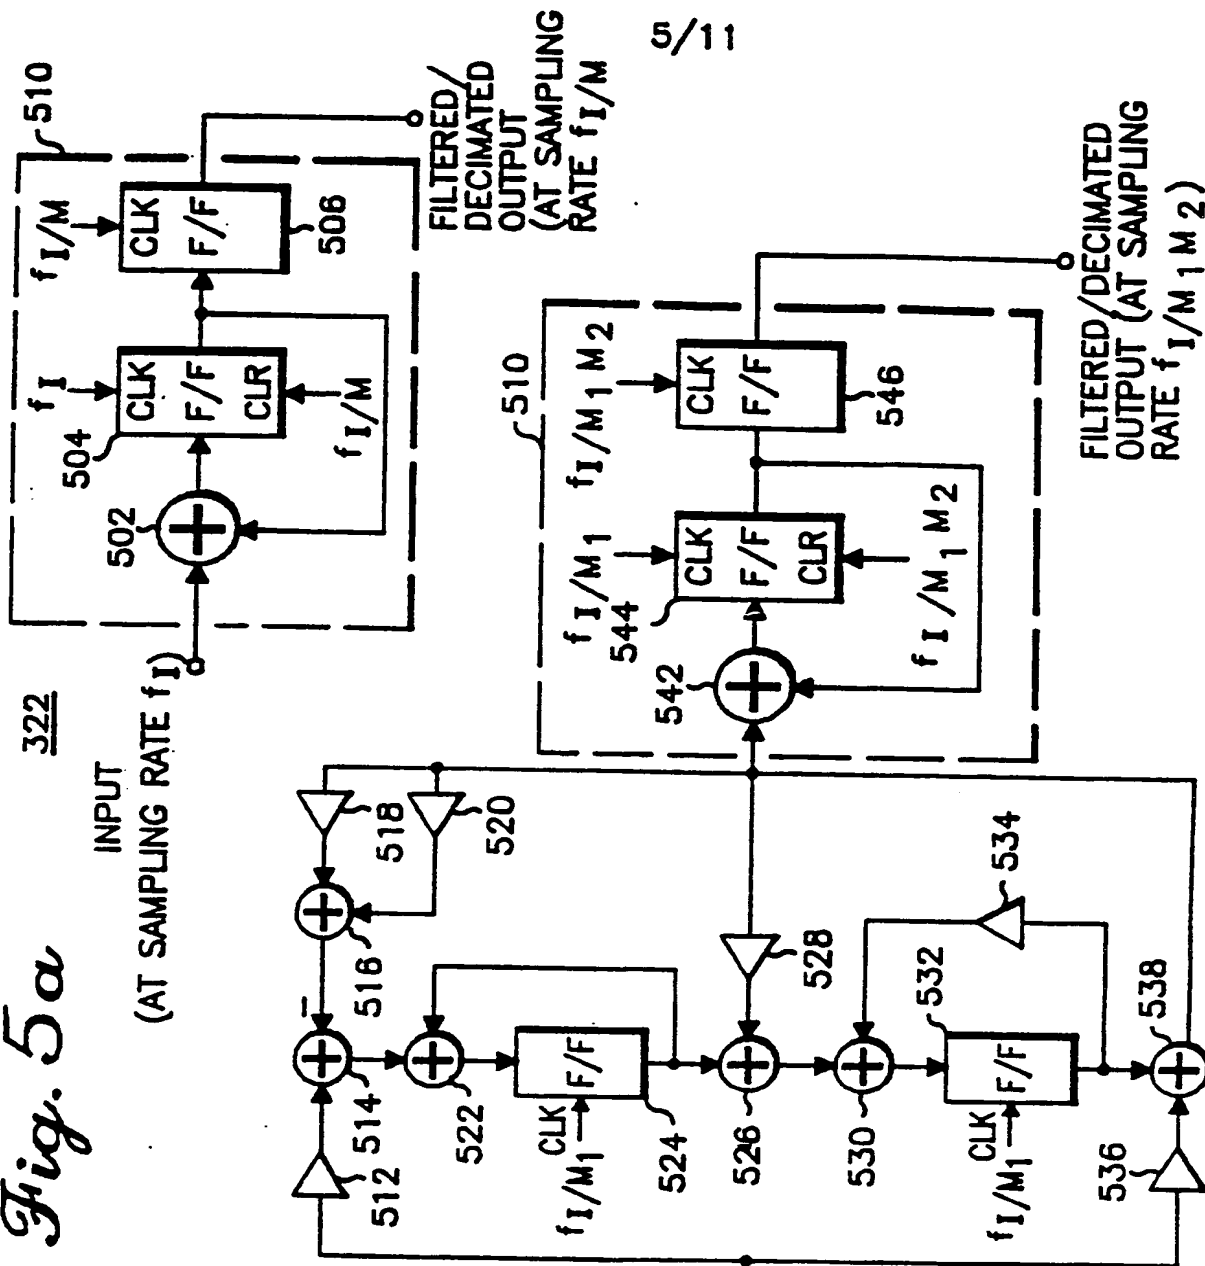 5/11
Fig. 5a
322
INPUT
(AT SAMPLING RATE fI)
502
504
fI
CLK
F/F
CLR
fI/M
fI/M
CLK
F/F
506
510
FILTERED/
DECIMATED
OUTPUT
(AT SAMPLING
RATE fI/M
512
514
–
516
518
520
522
fI/M1
CLK
F/F
524
526
528
530
fI/M1
CLK
F/F
532
534
536
538
542
544
fI/M1
CLK
F/F
CLR
fI/M1M2
fI/M1M2
CLK
F/F
546
510
FILTERED/DECIMATED
OUTPUT (AT SAMPLING
RATE fI/M1M2)